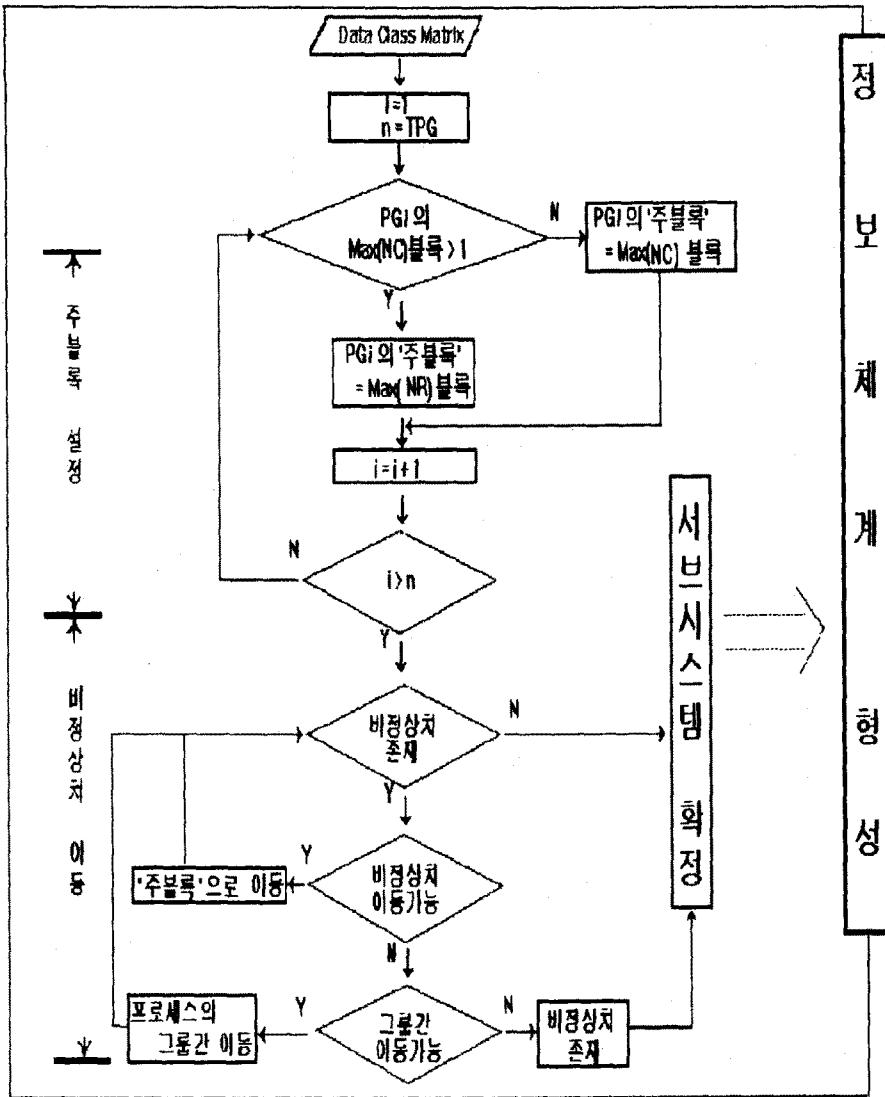 Data Class Matrix
i=1
n=TPG
PGi 의
Max(NC)블록>1
N
PGi의 '주블록'
=Max(NC) 블록
Y
PGi의 '주블록'
=Max(NR) 블록
i=i+1
N
i>n
Y
주블록 설정
비정상치
존재
N
Y
비정상치
이동가능
Y
'주블록'으로 이동
N
그룹간
이동가능
Y
프로세스의
그룹간 이동
N
비정상치
존재
비정상치 이동
서브시스템 확정
정보체계형성